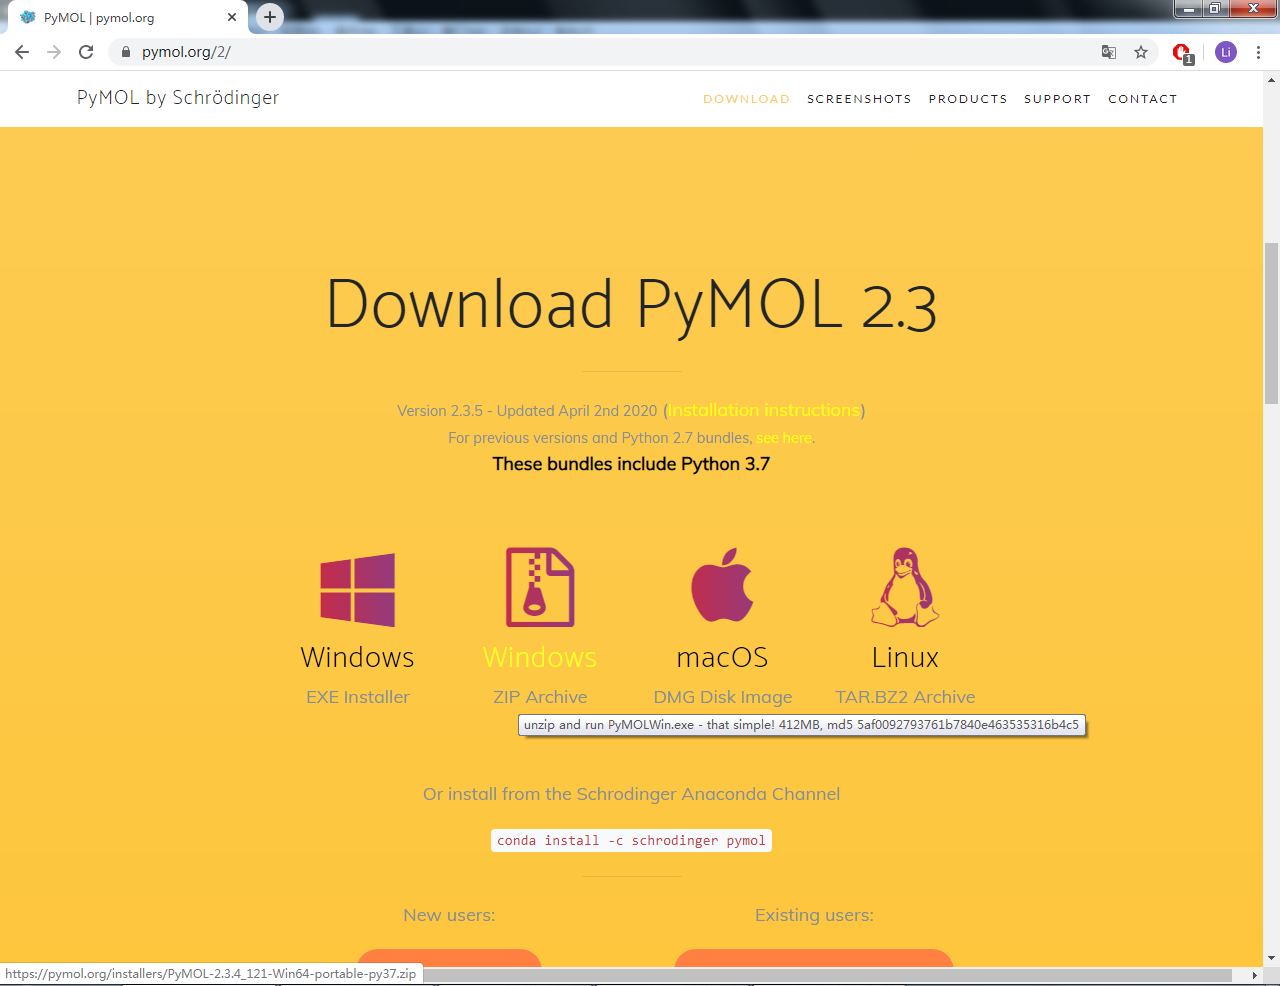 PyMOL | pymol.org
pymol.org/2/
Li
1
PyMOL by Schrödinger
DOWNLOAD SCREENSHOTS PRODUCTS SUPPORT CONTACT
Download PyMOL 2.3
Version 2.3.5 - Updated April 2nd 2020 (Installation instructions)
For previous versions and Python 2.7 bundles, see here.
These bundles include Python 3.7
Windows Windows macOS Linux
EXE Installer ZIP Archive DMG Disk Image TAR.BZ2 Archive
unzip and run PyMOLWin.exe - that simple! 412MB, md5 5af0092793761b7840e463535316b4c5
Or install from the Schrodinger Anaconda Channel
conda install -c schrodinger pymol
New users: Existing users:
https://pymol.org/installers/PyMOL-2.3.4_121-Win64-portable-py37.zip